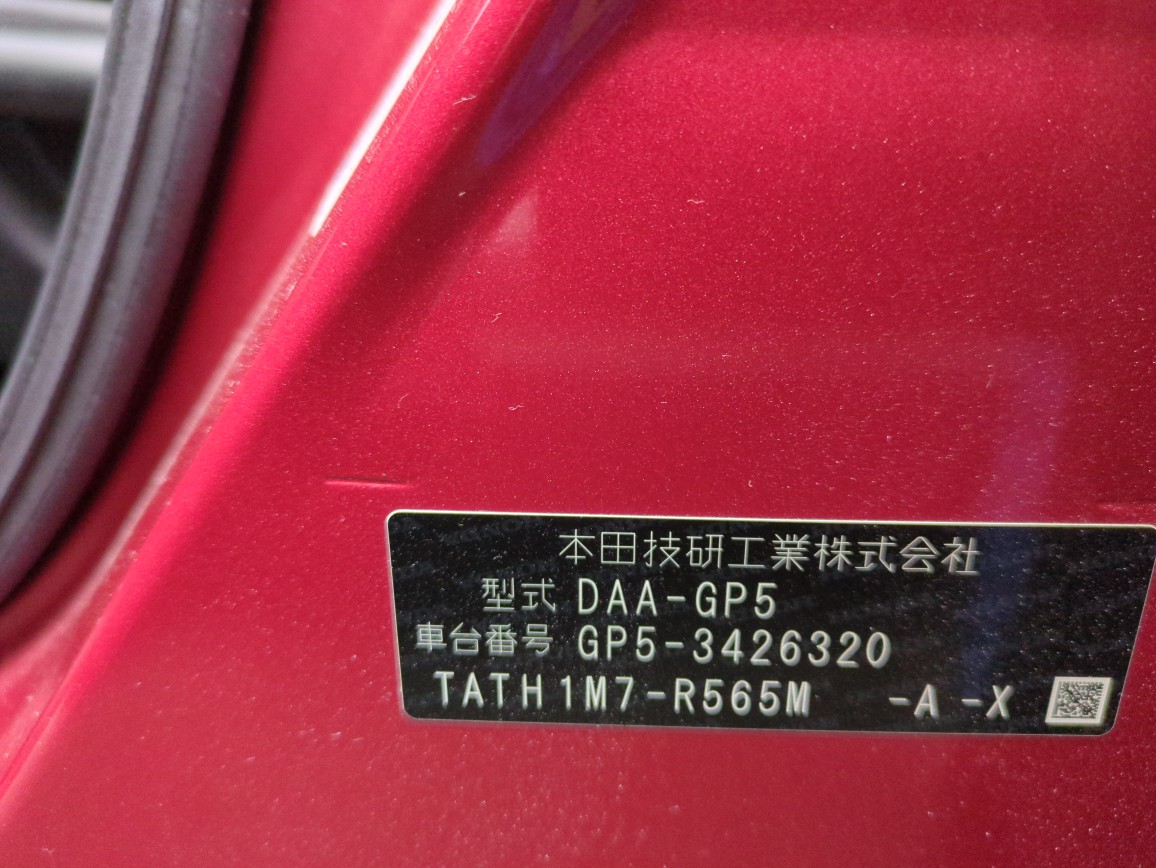 本田技研工業株式会社
型式 DAA-GP5
車台番号 GP5-3426320
TATH1M7-R565M -A -X